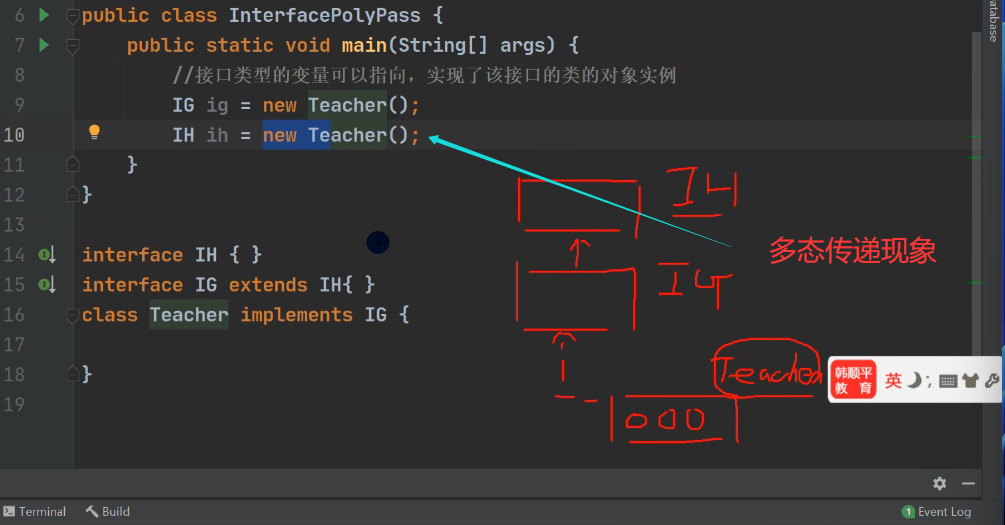 6 public class InterfacePolyPass {
7 public static void main(String[] args) {
8 //接口类型的变量可以指向，实现了该接口的类的对象实例
9 IG ig = new Teacher();
10 IH ih = new Teacher();
11 }
12 }
13
14 interface IH { }
15 interface IG extends IH{ }
16 class Teacher implements IG {
17
18 }
19
IH
多态传递现象
IG
Teacher
000
韩顺平
教 育
英
Database
Terminal
Build
1 Event Log